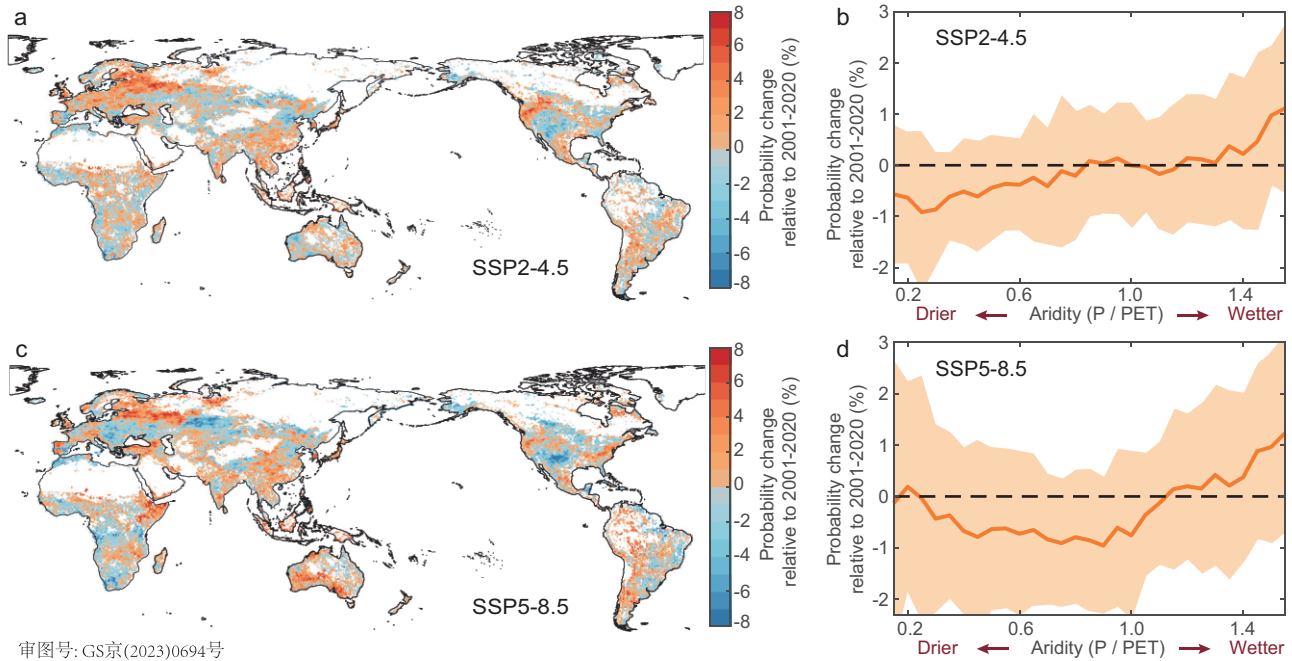 a
8
6
4
2
0
-2
-4
-6
-8
Probability change
relative to 2001-2020 (%)
SSP2-4.5
b
SSP2-4.5
3
2
1
0
-1
-2
Probability change
relative to 2001-2020 (%)
0.2
0.6
1.0
1.4
Drier
Aridity (P / PET)
Wetter
c
8
6
4
2
0
-2
-4
-6
-8
Probability change
relative to 2001-2020 (%)
SSP5-8.5
d
SSP5-8.5
3
2
1
0
-1
-2
Probability change
relative to 2001-2020 (%)
0.2
0.6
1.0
1.4
Drier
Aridity (P / PET)
Wetter
审图号: GS京(2023)0694号